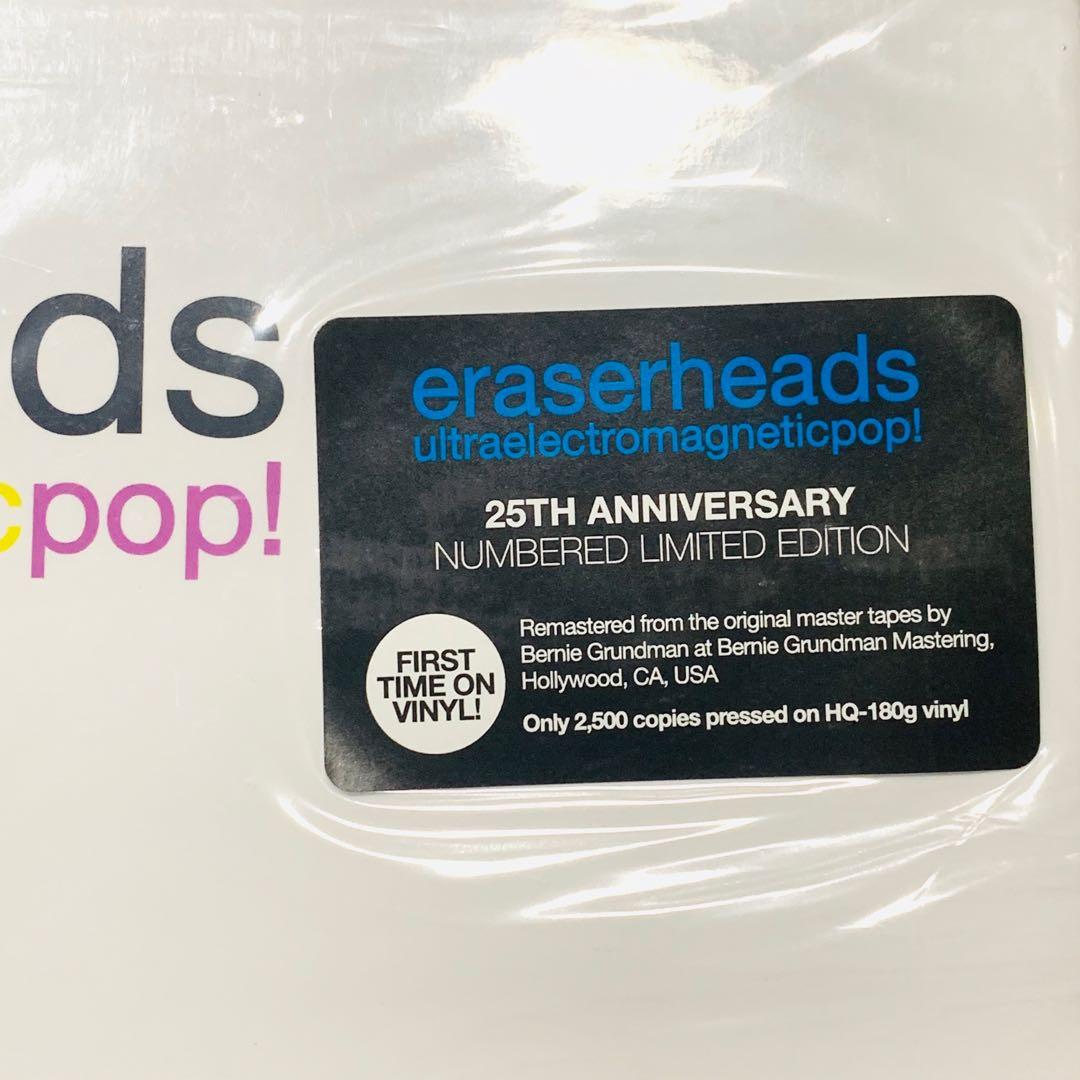 ds
cpop!
eraserheads
ultraelectromagneticpop!
25TH ANNIVERSARY
NUMBERED LIMITED EDITION
FIRST
TIME ON
VINYL!
Remastered from the original master tapes by
Bernie Grundman at Bernie Grundman Mastering,
Hollywood, CA, USA
Only 2,500 copies pressed on HQ-180g vinyl